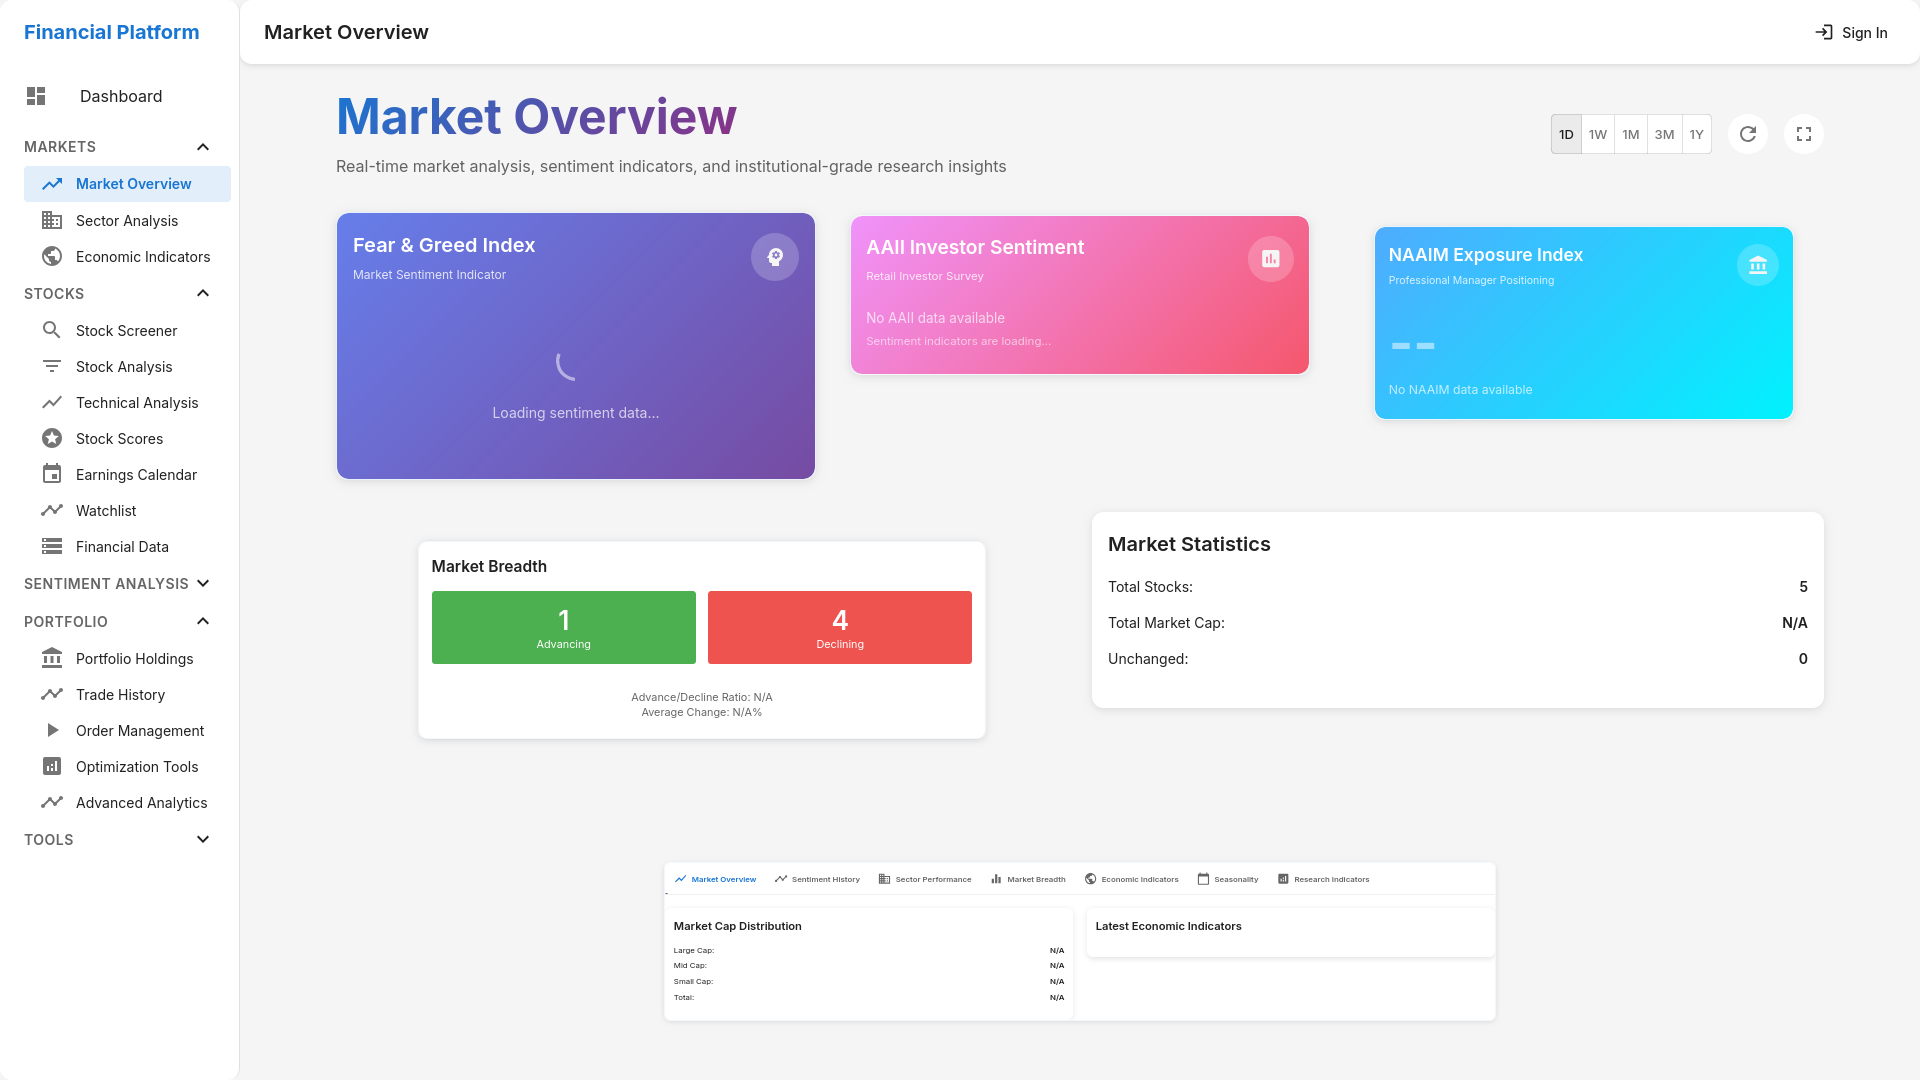 Financial Platform
Market Overview
Sign In
Dashboard
MARKETS
Market Overview
Sector Analysis
Economic Indicators
STOCKS
Stock Screener
Stock Analysis
Technical Analysis
Stock Scores
Earnings Calendar
Watchlist
Financial Data
SENTIMENT ANALYSIS
PORTFOLIO
Portfolio Holdings
Trade History
Order Management
Optimization Tools
Advanced Analytics
TOOLS
Market Overview
Real-time market analysis, sentiment indicators, and institutional-grade research insights
1D 1W 1M 3M 1Y
Fear & Greed Index
Market Sentiment Indicator
Loading sentiment data...
AAII Investor Sentiment
Retail Investor Survey
No AAII data available
Sentiment indicators are loading...
NAAIM Exposure Index
Professional Manager Positioning
--
No NAAIM data available
Market Breadth
1
Advancing
4
Declining
Advance/Decline Ratio: N/A
Average Change: N/A%
Market Statistics
Total Stocks: 5
Total Market Cap: N/A
Unchanged: 0
Market Overview Sentiment History Sector Performance Market Breadth Economic Indicators Seasonality Research Indicators
Market Cap Distribution
Large Cap: N/A
Mid Cap: N/A
Small Cap: N/A
Total: N/A
Latest Economic Indicators